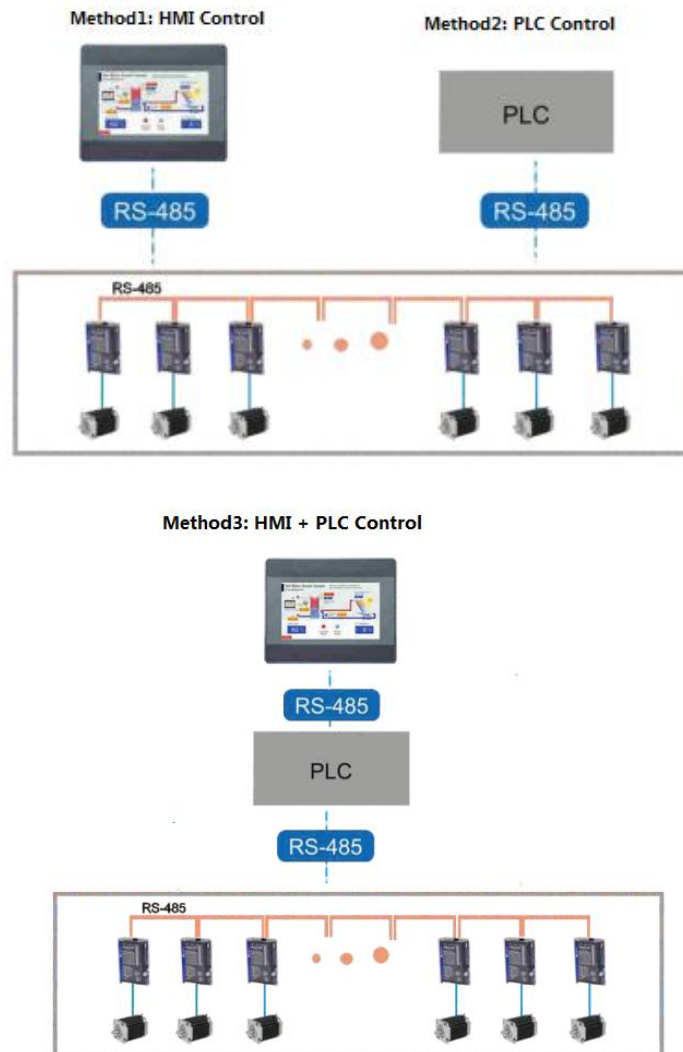 Method1: HMI Control
Method2: PLC Control
PLC
RS-485
RS-485
RS-485
Method3: HMI + PLC Control
RS-485
PLC
RS-485
RS-485